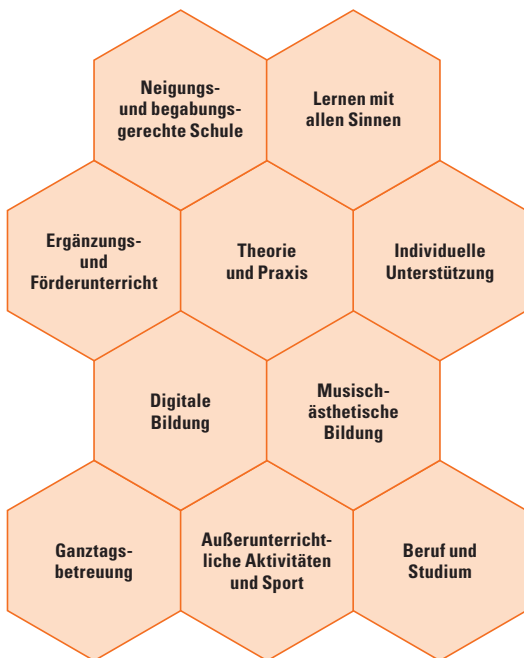 Neigungs-
und begabungs-
gerechte Schule
Lernen mit
allen Sinnen
Ergänzungs-
und
Förderunterricht
Theorie
und Praxis
Individuelle
Unterstützung
Digitale
Bildung
Musisch-
ästhetische
Bildung
Ganztags-
betreuung
Außerunterricht-
liche Aktivitäten
und Sport
Beruf und
Studium